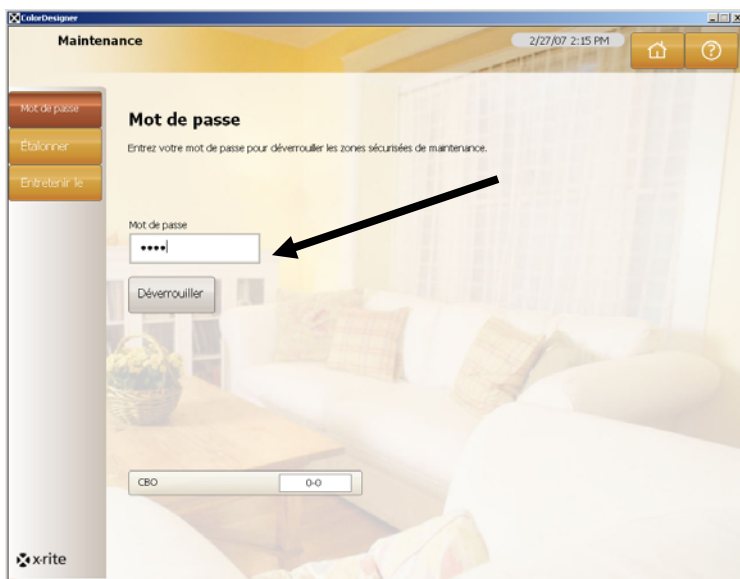 ColorDesigner
Maintenance
2/27/07 2:15 PM
?
Mot de passe
Étalonner
Entretenir le
Mot de passe
Entrez votre mot de passe pour déverrouiller les zones sécurisées de maintenance.
Mot de passe
••••
Déverrouiller
CBO 0-0
x·rite